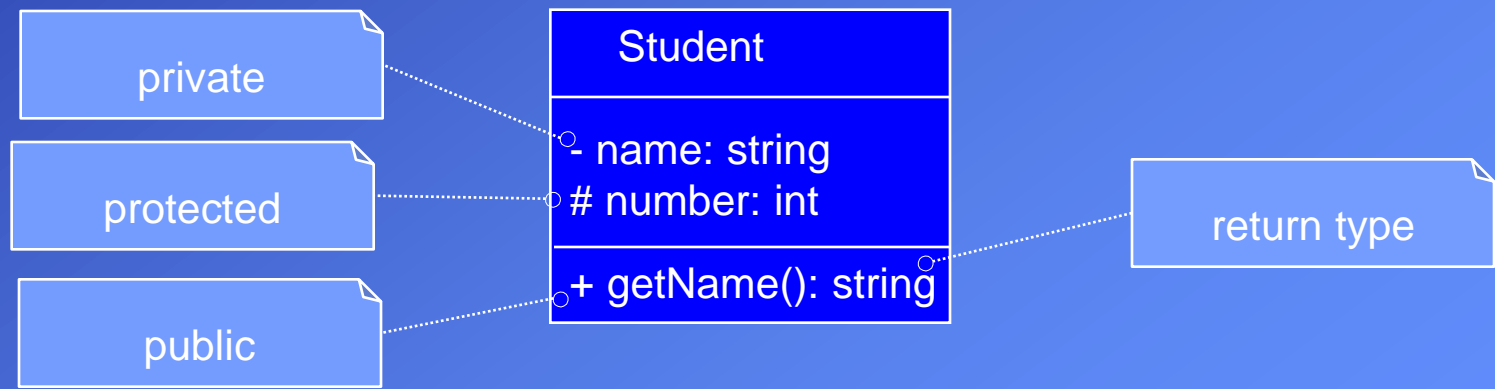 private
protected
public
Student
- name: string
# number: int
+ getName(): string
return type